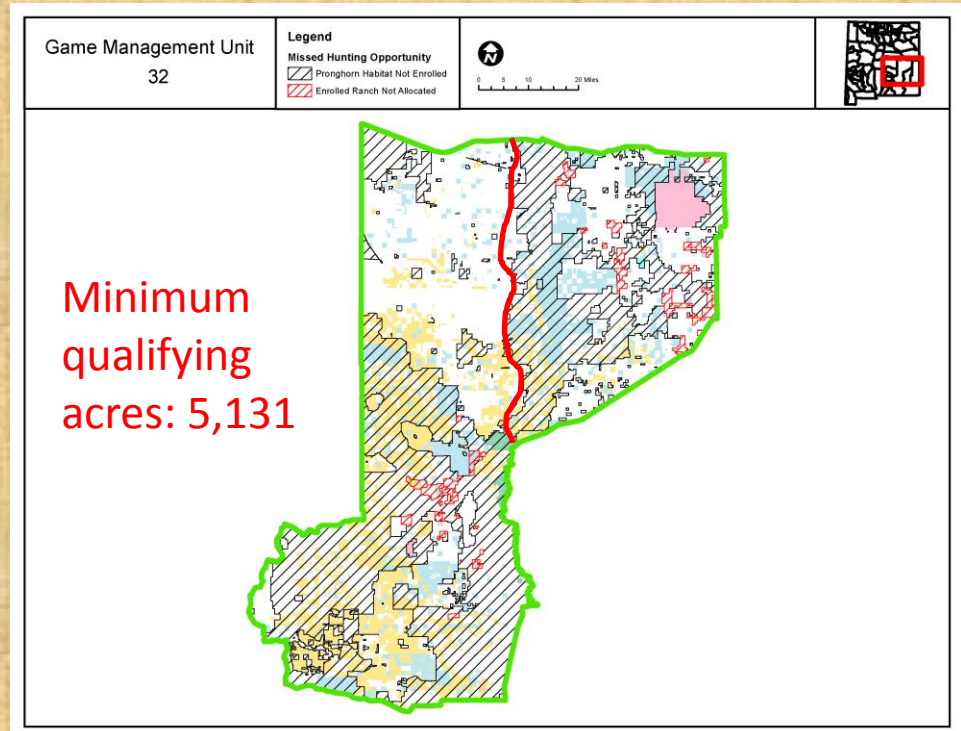 Game Management Unit
32
Legend
Missed Hunting Opportunity
Pronghorn Habitat Not Enrolled
Enrolled Ranch Not Allocated
N
0 5 10 20 Miles
Minimum
qualifying
acres: 5,131